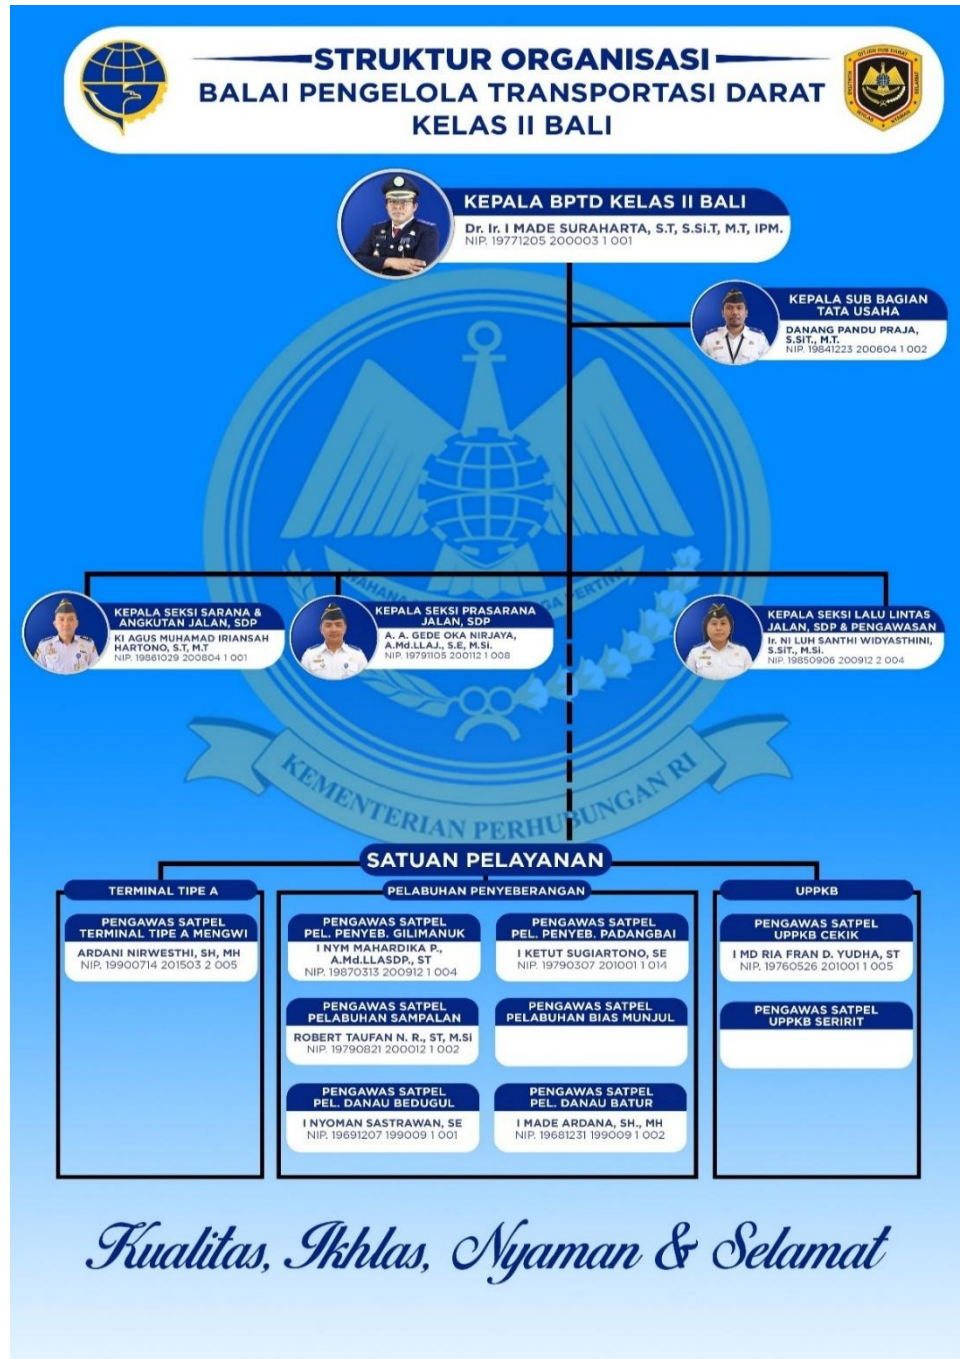 STRUKTUR ORGANISASI
BALAI PENGELOLA TRANSPORTASI DARAT
KELAS II BALI
KEPALA BPTD KELAS II BALI
Dr. Ir. I MADE SURAHARTA, S.T, S.Si.T, M.T, IPM.
NIP. 19771205 200003 1 001
KEPALA SUB BAGIAN
TATA USAHA
DANANG PANDU PRAJA,
S.SiT., M.T.
NIP. 19841223 200604 1 002
KEPALA SEKSI SARANA &
ANGKUTAN JALAN, SDP
KI AGUS MUHAMAD IRIANSAH
HARTONO, S.T, M.T
NIP. 19861029 200804 1 001
KEPALA SEKSI PRASARANA
JALAN, SDP
A. A. GEDE OKA NIRJAYA,
A.Md.LLAJ., S.E, M.Si.
NIP. 19791105 200112 1 008
KEPALA SEKSI LALU LINTAS
JALAN, SDP & PENGAWASAN
Ir. NI LUH SANTHI WIDYASTHINI,
S.SiT., M.Si.
NIP. 19850906 200912 2 004
WAHANA
PERTIWI
KEMENTERIAN PERHUBUNGAN RI
SATUAN PELAYANAN
TERMINAL TIPE A
PENGAWAS SATPEL
TERMINAL TIPE A MENGWI
ARDANI NIRWESTHI, SH, MH
NIP. 19900714 201503 2 005
PELABUHAN PENYEBERANGAN
PENGAWAS SATPEL
PEL. PENYEB. GILIMANUK
I NYM MAHARDIKA P.,
A.Md.LLASDP., ST
NIP. 19870313 200912 1 004
PENGAWAS SATPEL
PEL. PENYEB. PADANGBAI
I KETUT SUGIARTONO, SE
NIP. 19790307 201001 1 014
PENGAWAS SATPEL
PELABUHAN SAMPALAN
ROBERT TAUFAN N. R., ST, M.Si
NIP. 19790821 200012 1 002
PENGAWAS SATPEL
PELABUHAN BIAS MUNJUL
PENGAWAS SATPEL
PEL. DANAU BEDUGUL
I NYOMAN SASTRAWAN, SE
NIP. 19691207 199009 1 001
PENGAWAS SATPEL
PEL. DANAU BATUR
I MADE ARDANA, SH., MH
NIP. 19681231 199009 1 002
UPPKB
PENGAWAS SATPEL
UPPKB CEKIK
I MD RIA FRAN D. YUDHA, ST
NIP. 19760526 201001 1 005
PENGAWAS SATPEL
UPPKB SERIRIT
Kualitas, Ikhlas, Nyaman & Selamat